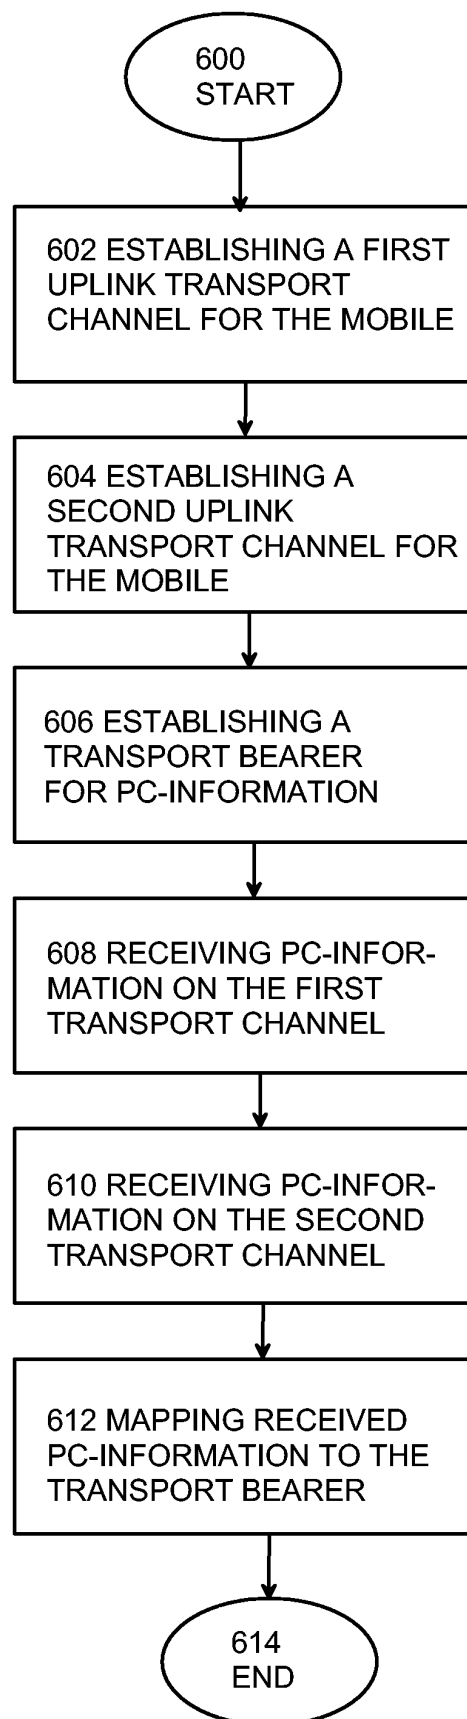 600
START
602 ESTABLISHING A FIRST
UPLINK TRANSPORT
CHANNEL FOR THE MOBILE
604 ESTABLISHING A
SECOND UPLINK
TRANSPORT CHANNEL FOR
THE MOBILE
606 ESTABLISHING A
TRANSPORT BEARER
FOR PC-INFORMATION
608 RECEIVING PC-INFOR-
MATION ON THE FIRST
TRANSPORT CHANNEL
610 RECEIVING PC-INFOR-
MATION ON THE SECOND
TRANSPORT CHANNEL
612 MAPPING RECEIVED
PC-INFORMATION TO THE
TRANSPORT BEARER
614
END